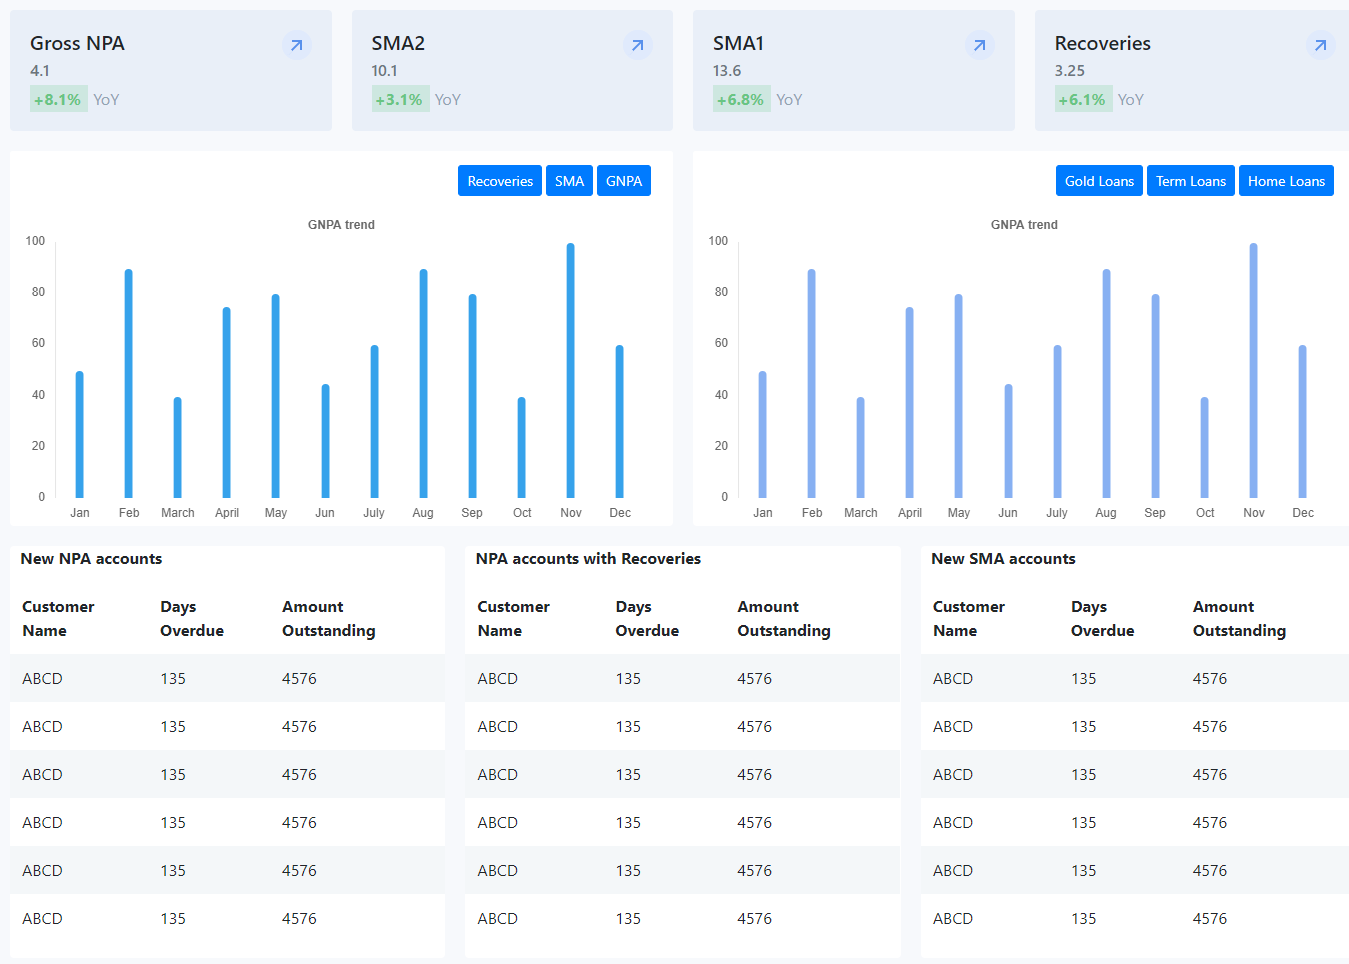 Gross NPA
4.1
+8.1% YoY
SMA2
10.1
+3.1% YoY
SMA1
13.6
+6.8% YoY
Recoveries
3.25
+6.1% YoY
Recoveries SMA GNPA
GNPA trend
100
80
60
40
20
0
Jan Feb March April May Jun July Aug Sep Oct Nov Dec
Gold Loans Term Loans Home Loans
GNPA trend
100
80
60
40
20
0
Jan Feb March April May Jun July Aug Sep Oct Nov Dec
New NPA accounts
Customer Name Days Overdue Amount Outstanding
ABCD 135 4576
ABCD 135 4576
ABCD 135 4576
ABCD 135 4576
ABCD 135 4576
ABCD 135 4576
NPA accounts with Recoveries
Customer Name Days Overdue Amount Outstanding
ABCD 135 4576
ABCD 135 4576
ABCD 135 4576
ABCD 135 4576
ABCD 135 4576
ABCD 135 4576
New SMA accounts
Customer Name Days Overdue Amount Outstanding
ABCD 135 4576
ABCD 135 4576
ABCD 135 4576
ABCD 135 4576
ABCD 135 4576
ABCD 135 4576